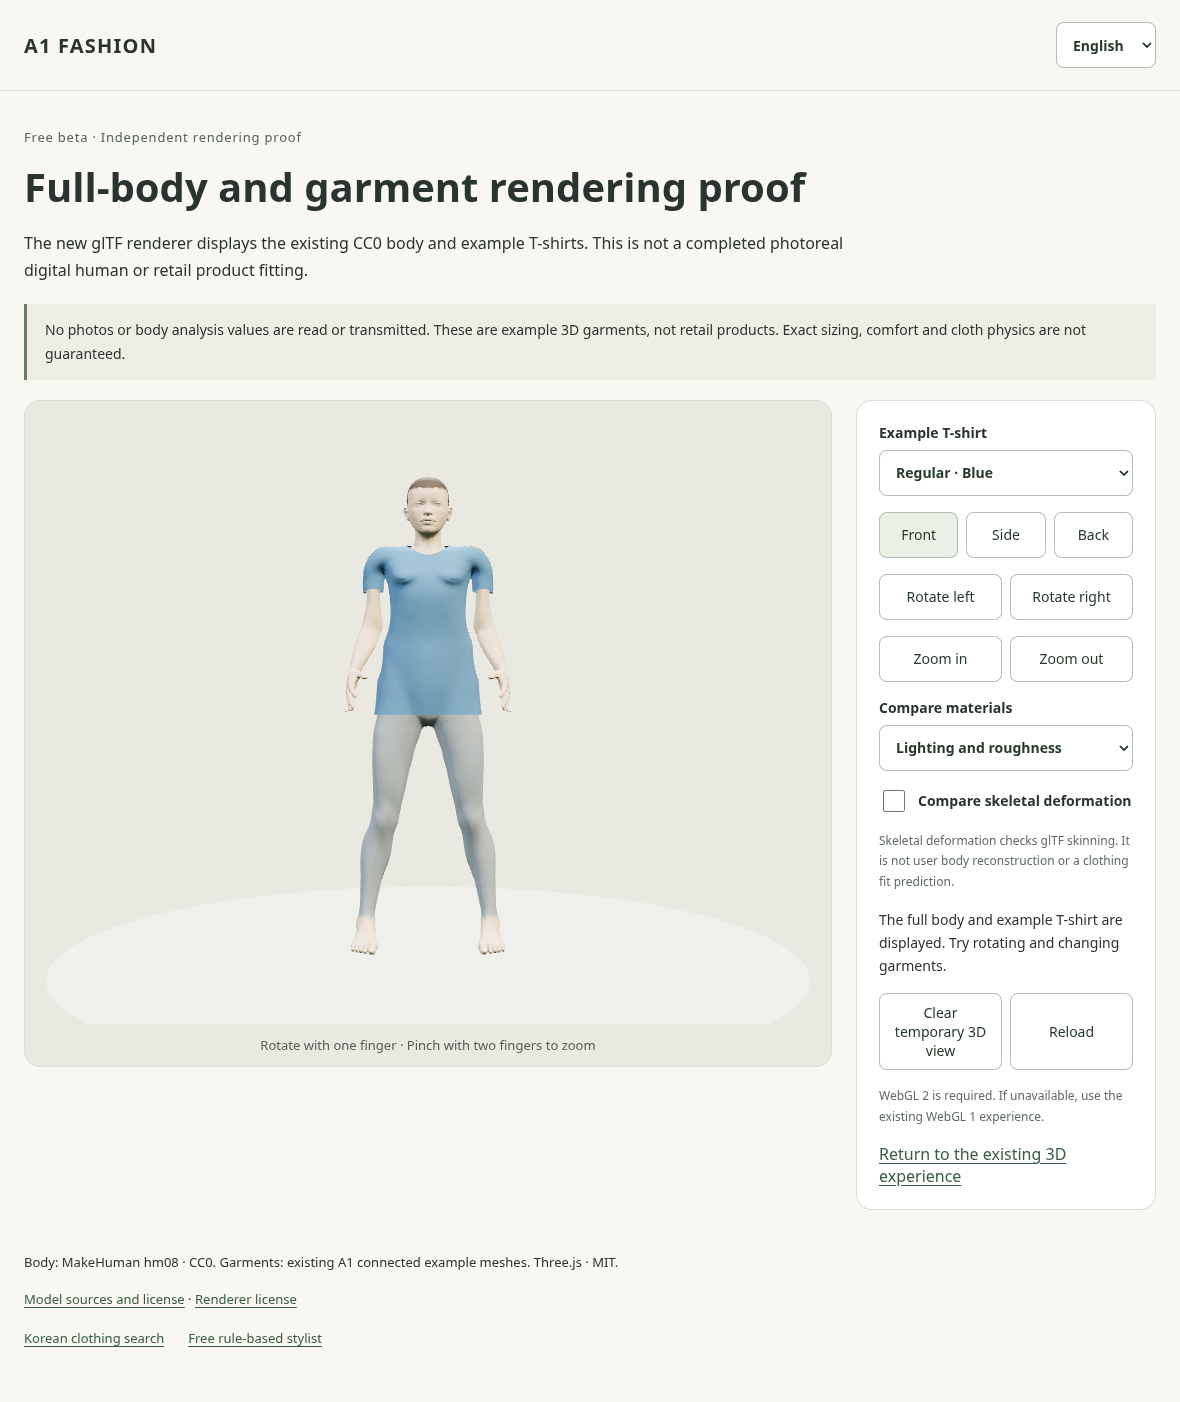 A1 FASHION
English
Free beta · Independent rendering proof
Full-body and garment rendering proof
The new glTF renderer displays the existing CC0 body and example T-shirts. This is not a completed photoreal
digital human or retail product fitting.
No photos or body analysis values are read or transmitted. These are example 3D garments, not retail products. Exact sizing, comfort and cloth physics are not
guaranteed.
Rotate with one finger · Pinch with two fingers to zoom
Example T-shirt
Regular · Blue
Front Side Back
Rotate left Rotate right
Zoom in Zoom out
Compare materials
Lighting and roughness
Compare skeletal deformation
Skeletal deformation checks glTF skinning. It
is not user body reconstruction or a clothing
fit prediction.
The full body and example T-shirt are
displayed. Try rotating and changing
garments.
Clear
temporary 3D
view
Reload
WebGL 2 is required. If unavailable, use the
existing WebGL 1 experience.
Return to the existing 3D
experience
Body: MakeHuman hm08 · CC0. Garments: existing A1 connected example meshes. Three.js · MIT.
Model sources and license · Renderer license
Korean clothing search Free rule-based stylist